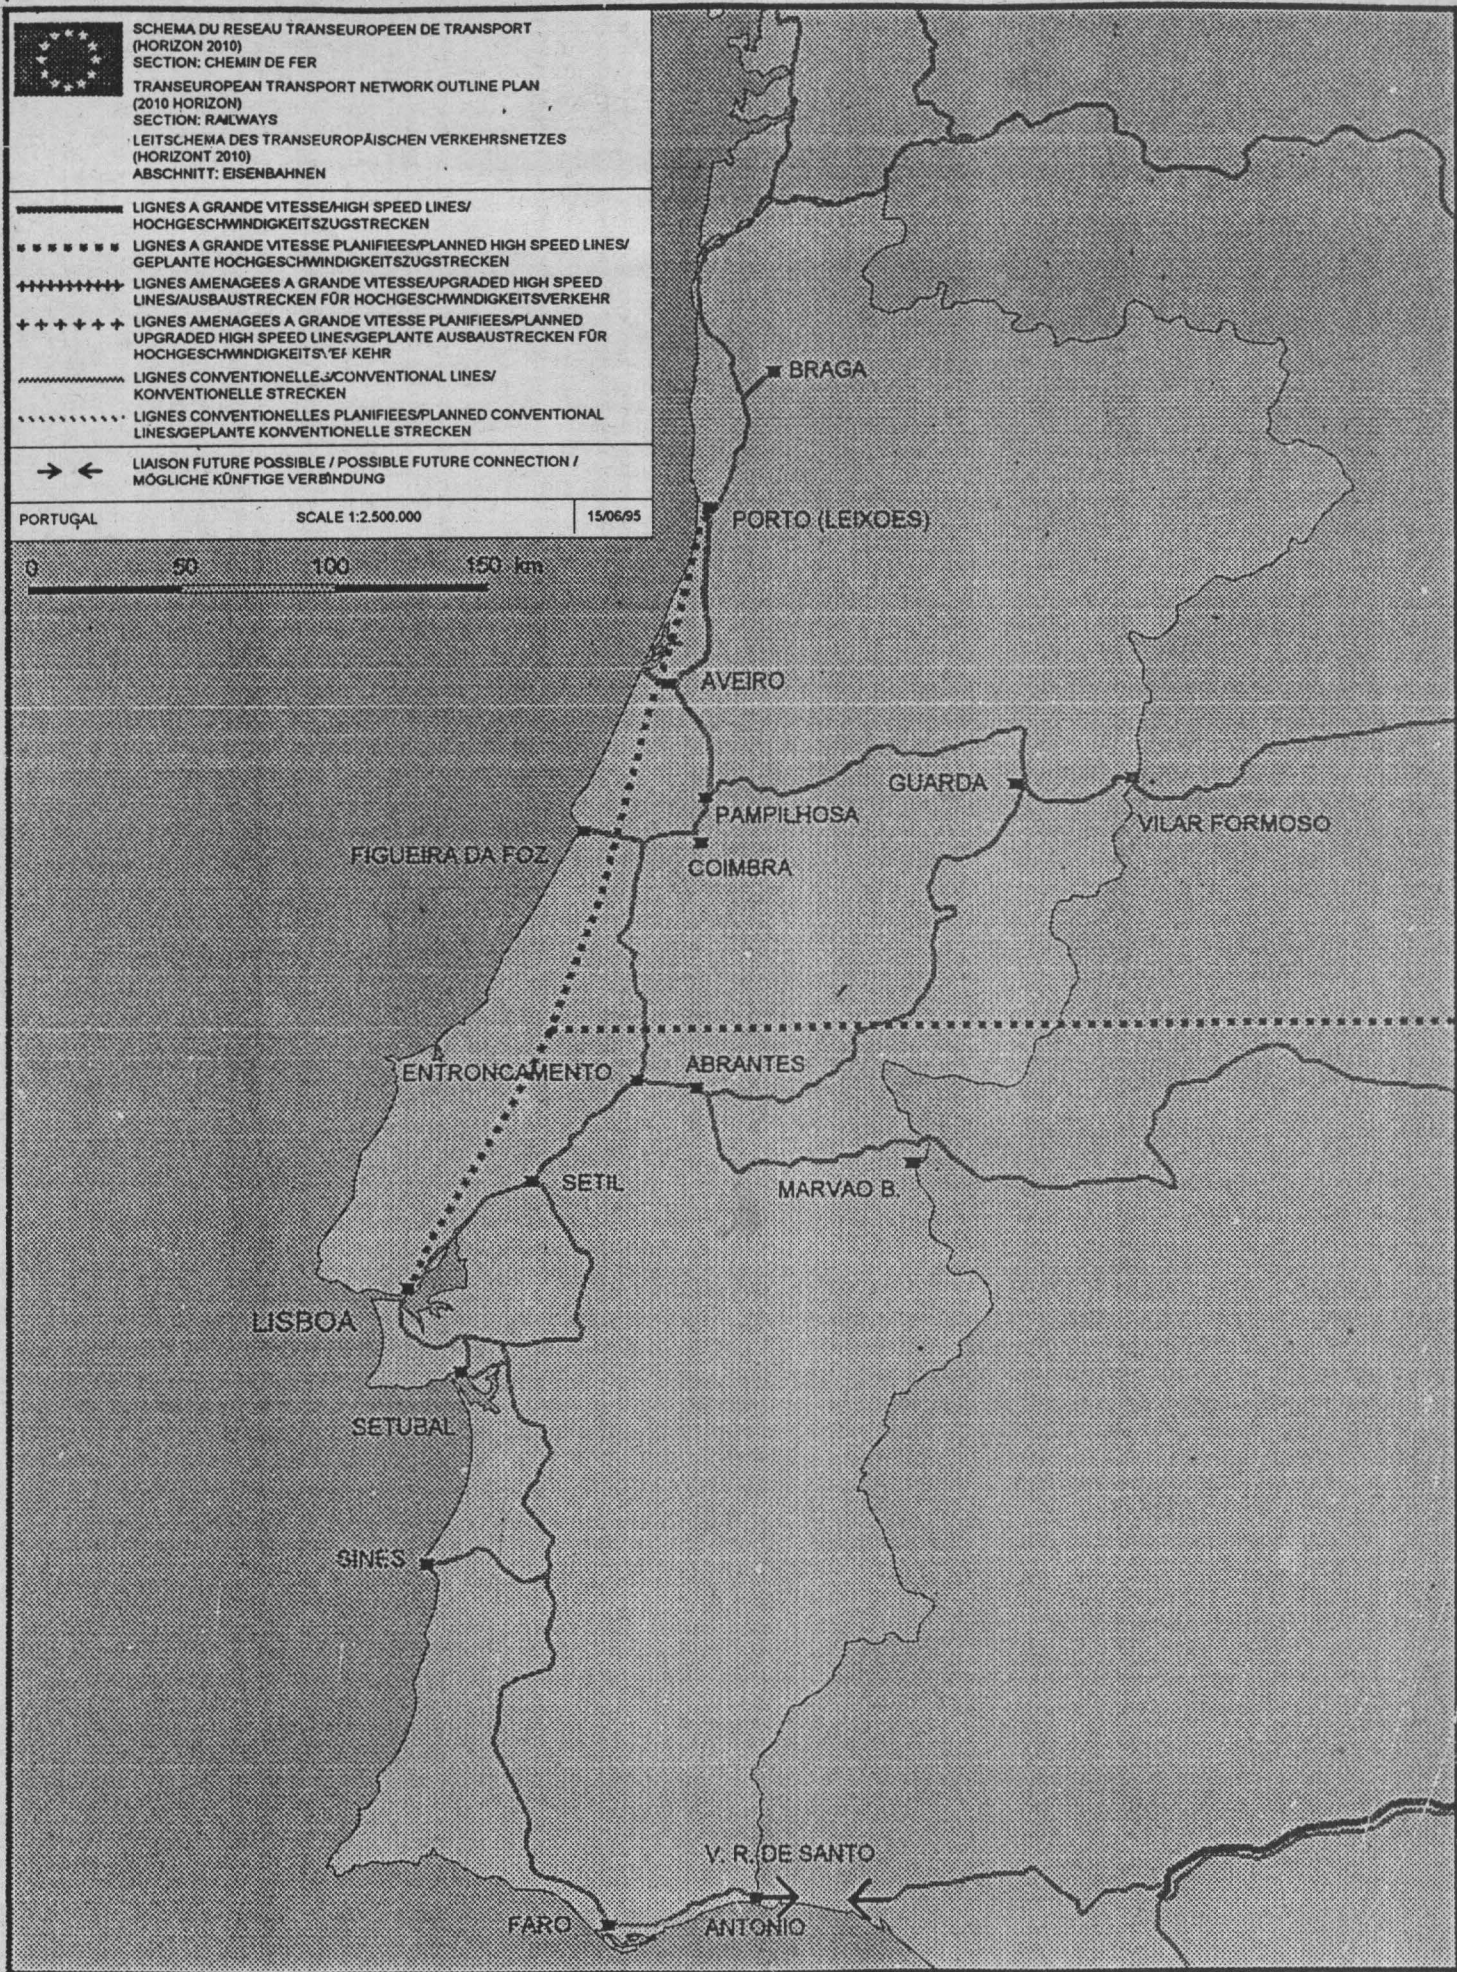 SCHEMA DU RESEAU TRANSEUROPEEN DE TRANSPORT
(HORIZON 2010)
SECTION: CHEMIN DE FER
TRANSEUROPEAN TRANSPORT NETWORK OUTLINE PLAN
(2010 HORIZON)
SECTION: RAILWAYS
LEITSCHEMA DES TRANSEUROPÄISCHEN VERKEHRSNETZES
(HORIZONT 2010)
ABSCHNITT: EISENBAHNEN
LIGNES A GRANDE VITESSE/HIGH SPEED LINES/
HOCHGESCHWINDIGKEITSZUGSTRECKEN
LIGNES A GRANDE VITESSE PLANIFIEES/PLANNED HIGH SPEED LINES/
GEPLANTE HOCHGESCHWINDIGKEITSZUGSTRECKEN
LIGNES AMENAGEES A GRANDE VITESSE/UPGRADED HIGH SPEED
LINES/AUSBAUSTRECKEN FÜR HOCHGESCHWINDIGKEITSVERKEHR
LIGNES AMENAGEES A GRANDE VITESSE PLANIFIEES/PLANNED
UPGRADED HIGH SPEED LINES/GEPLANTE AUSBAUSTRECKEN FÜR
HOCHGESCHWINDIGKEITSVERKEHR
LIGNES CONVENTIONELLES/CONVENTIONAL LINES/
KONVENTIONELLE STRECKEN
LIGNES CONVENTIONELLES PLANIFIEES/PLANNED CONVENTIONAL
LINES/GEPLANTE KONVENTIONELLE STRECKEN
LIAISON FUTURE POSSIBLE / POSSIBLE FUTURE CONNECTION /
MÖGLICHE KÜNFTIGE VERBINDUNG
PORTUGAL SCALE 1:2.500.000 15/06/95
0 50 100 150 km
BRAGA
PORTO (LEIXOES)
AVEIRO
GUARDA
PAMPILHOSA
VILAR FORMOSO
FIGUEIRA DA FOZ
COIMBRA
ENTRONCAMENTO
ABRANTES
SETIL
MARVAO B.
LISBOA
SETUBAL
SINES
V. R. DE SANTO
ANTONIO
FARO